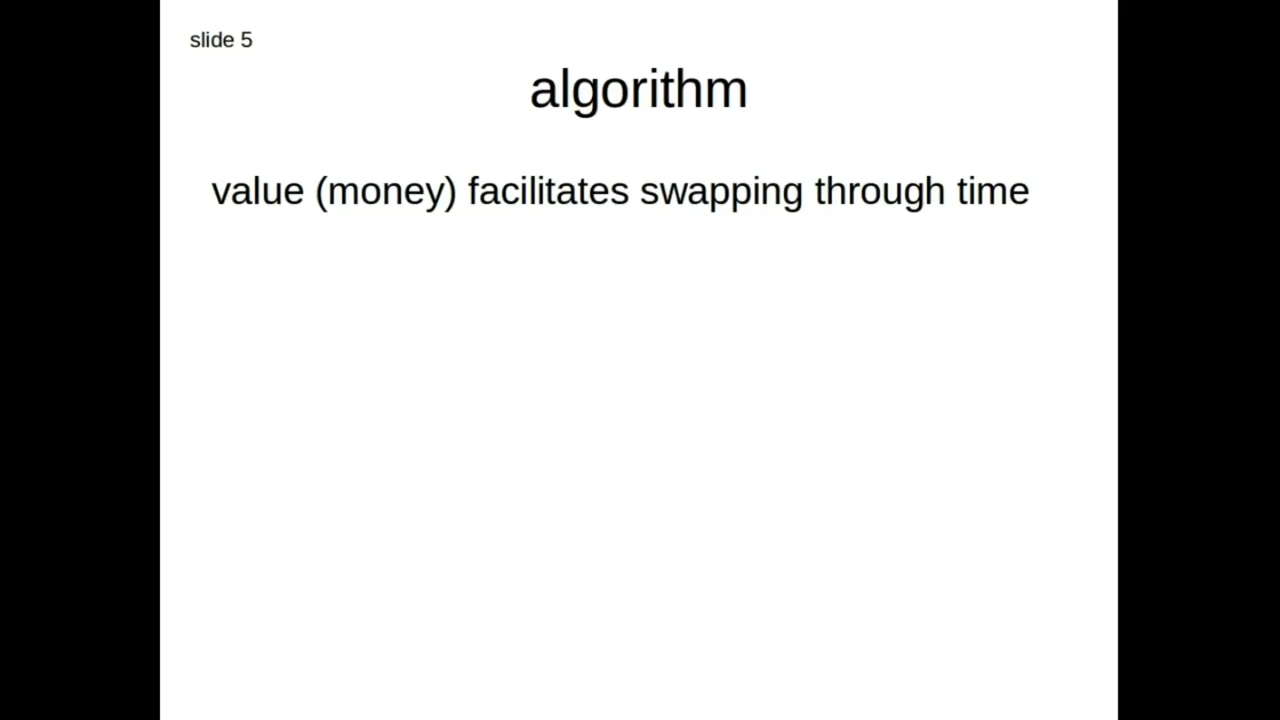 slide 5
algorithm
value (money) facilitates swapping through time